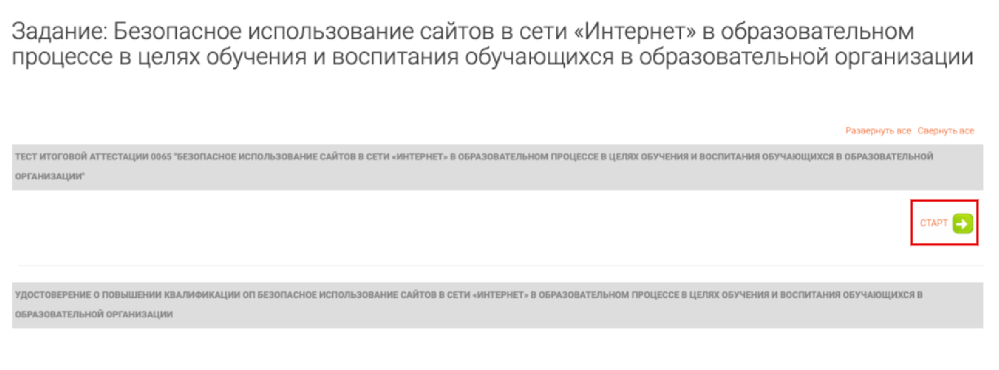 Задание: Безопасное использование сайтов в сети «Интернет» в образовательном
процессе в целях обучения и воспитания обучающихся в образовательной организации
Развернуть все Свернуть все
ТЕСТ ИТОГОВОЙ АТТЕСТАЦИИ 0065 "БЕЗОПАСНОЕ ИСПОЛЬЗОВАНИЕ САЙТОВ В СЕТИ «ИНТЕРНЕТ» В ОБРАЗОВАТЕЛЬНОМ ПРОЦЕССЕ В ЦЕЛЯХ ОБУЧЕНИЯ И ВОСПИТАНИЯ ОБУЧАЮЩИХСЯ В ОБРАЗОВАТЕЛЬНОЙ
ОРГАНИЗАЦИИ"
СТАРТ
УДОСТОВЕРЕНИЕ О ПОВЫШЕНИИ КВАЛИФИКАЦИИ ОП БЕЗОПАСНОЕ ИСПОЛЬЗОВАНИЕ САЙТОВ В СЕТИ «ИНТЕРНЕТ» В ОБРАЗОВАТЕЛЬНОМ ПРОЦЕССЕ В ЦЕЛЯХ ОБУЧЕНИЯ И ВОСПИТАНИЯ ОБУЧАЮЩИХСЯ В
ОБРАЗОВАТЕЛЬНОЙ ОРГАНИЗАЦИИ